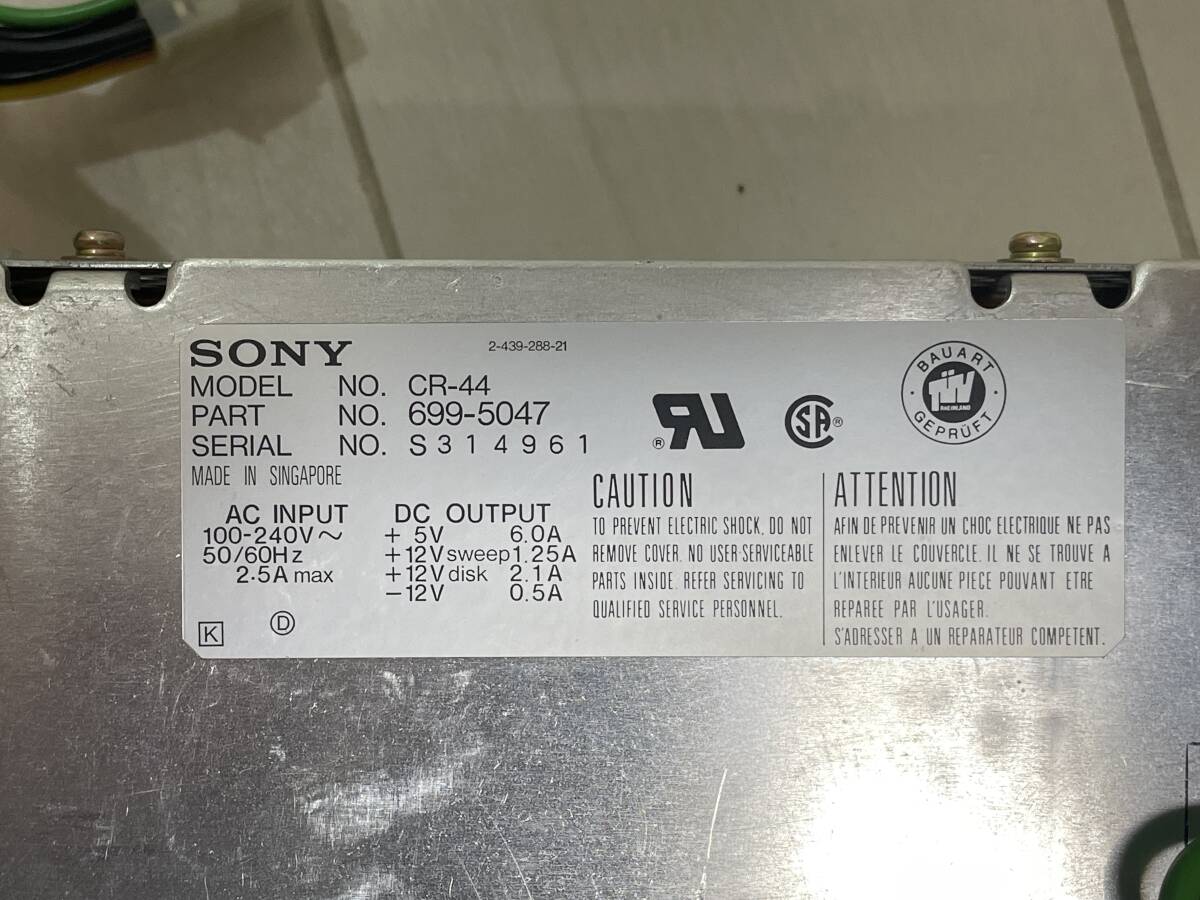 SONY
2-439-288-21
MODEL NO. CR-44
PART NO. 699-5047
SERIAL NO. S314961
MADE IN SINGAPORE
AC INPUT
100-240V~
50/60Hz
2.5A max
DC OUTPUT
+ 5V 6.0A
+12V sweep 1.25A
+12V disk 2.1A
−12V 0.5A
K
D
RU®
SA®
BAUART
TÜV
RHEINLAND
GEPRÜFT
CAUTION
TO PREVENT ELECTRIC SHOCK, DO NOT
REMOVE COVER. NO USER-SERVICEABLE
PARTS INSIDE. REFER SERVICING TO
QUALIFIED SERVICE PERSONNEL.
ATTENTION
AFIN DE PREVENIR UN CHOC ELECTRIQUE NE PAS
ENLEVER LE COUVERCLE. IL NE SE TROUVE A
L'INTERIEUR AUCUNE PIECE POUVANT ETRE
REPAREE PAR L'USAGER.
S'ADRESSER A UN REPARATEUR COMPETENT.